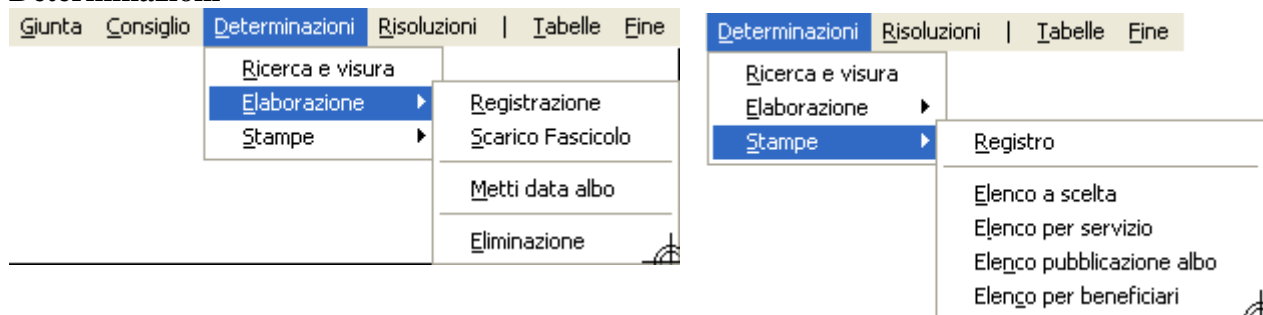 Determinazioni
Giunta Consiglio Determinazioni Risoluzioni | Tabelle Fine
Ricerca e visura
Elaborazione
Stampe
Registrazione
Scarico Fascicolo
Metti data albo
Eliminazione
Determinazioni Risoluzioni | Tabelle Fine
Ricerca e visura
Elaborazione
Stampe
Registro
Elenco a scelta
Elenco per servizio
Elenco pubblicazione albo
Elenco per beneficiari